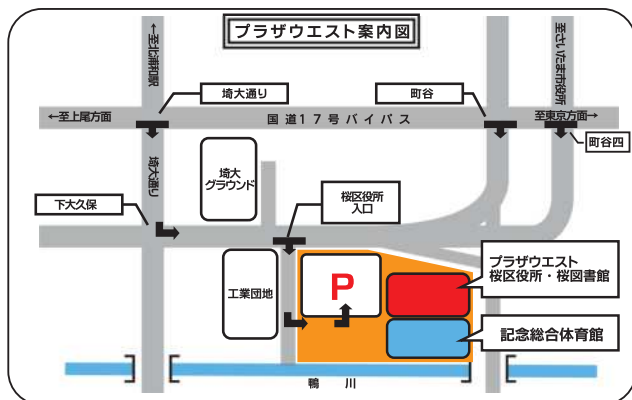 プラザウエスト案内図
←至北浦和駅
至さいたま市役所
埼大通り
町谷
←至上尾方面
国道17号バイパス
至東京方面→
町谷四
埼大通り
埼大
グラウンド
下大久保
桜区役所
入口
工業団地
P
プラザウエスト
桜区役所・桜図書館
記念総合体育館
鴨川